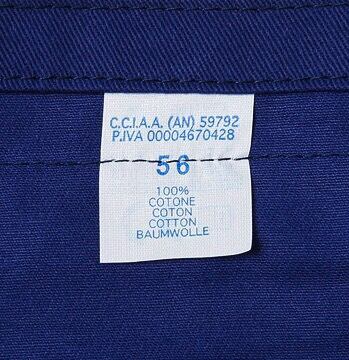 C.C.I.A.A. (AN) 59792
P.IVA 00004670428
56
100%
COTONE
COTON
COTTON
BAUMWOLLE